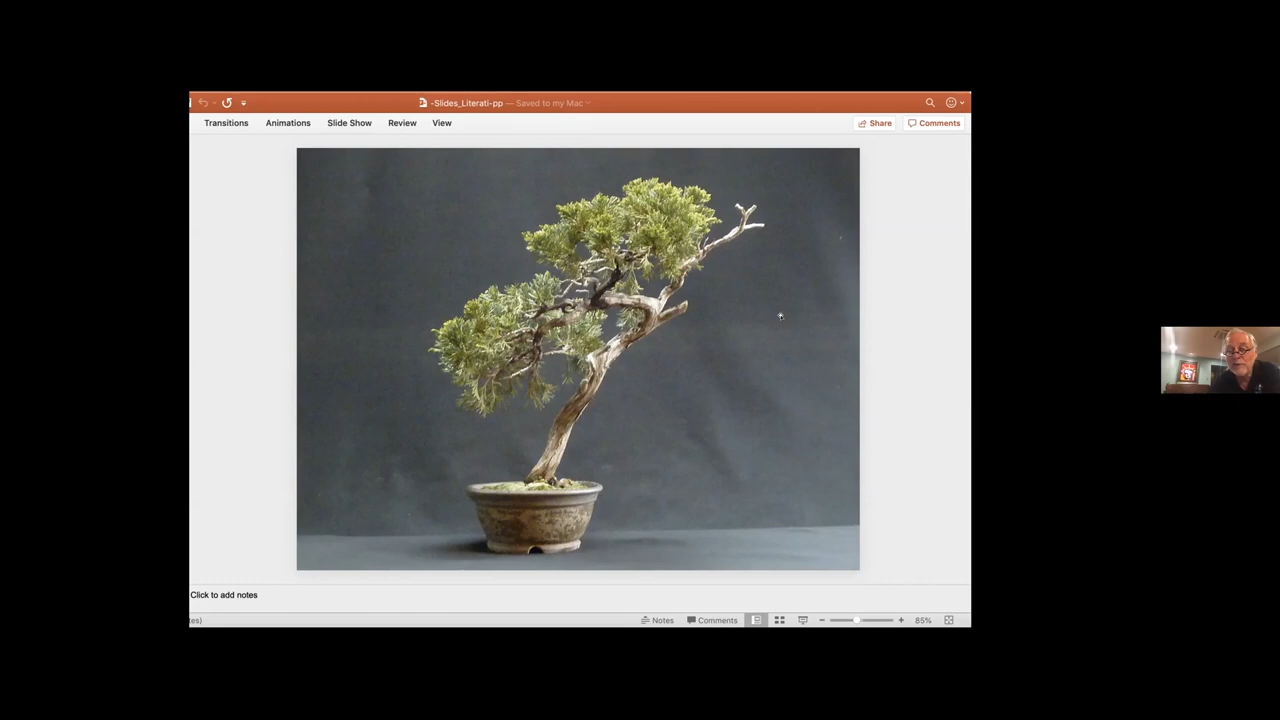 -Slides_Literati-pp — Saved to my Mac
Transitions Animations Slide Show Review View Share Comments
Click to add notes
tes) Notes Comments 85%